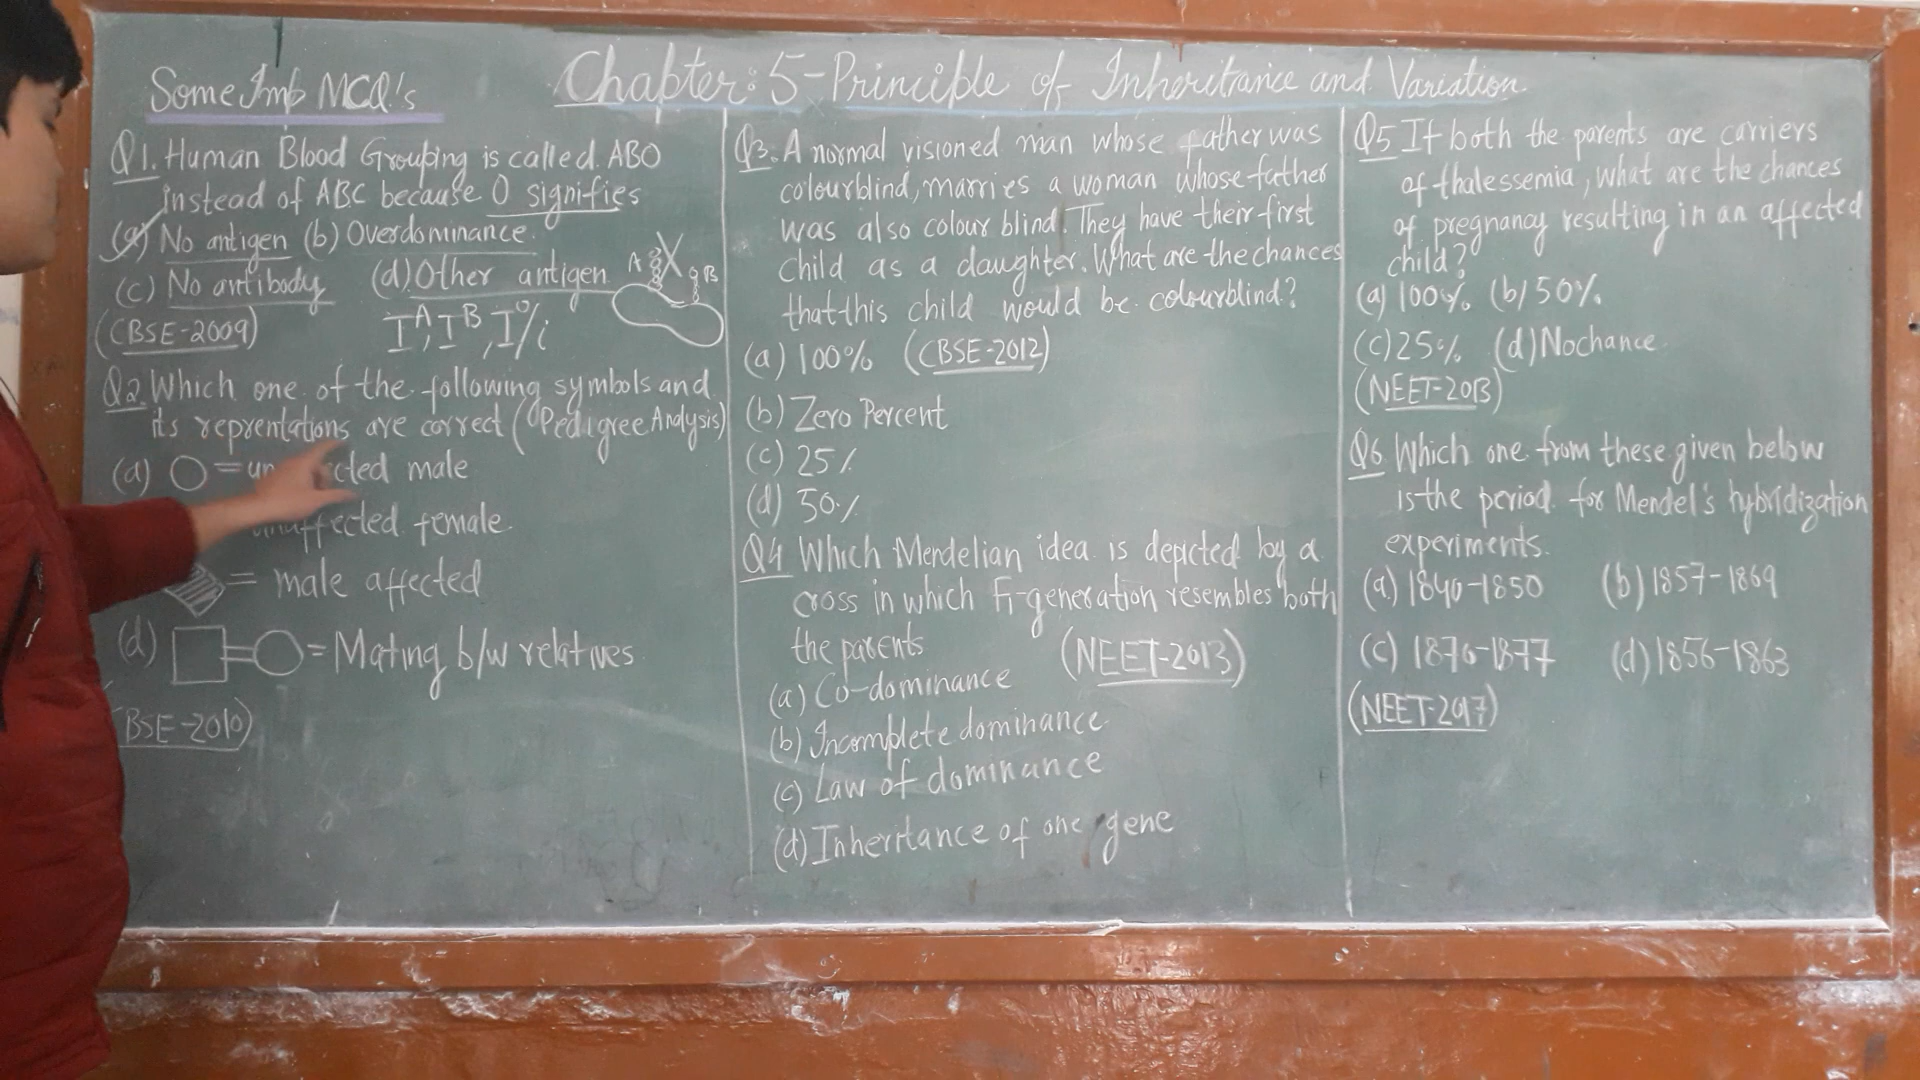 Some Imp MCQ's
Chapter: 5-Principle of Inheritance and Variation
Q1. Human Blood Grouping is called ABO
instead of ABC because O signifies
(a) No antigen (b) Overdominance.
(c) No antibody (d) Other antigen
(CBSE-2009) I^A, I^B, I^O/i
A B
Q2. Which one of the following symbols and
its reprentations are correct (Pedigree Analysis)
(a) = un cted male
unaffected female.
= male affected
(d) = Mating b/w relatives
BSE-2010)
Q3. A normal visioned man whose father was
colourblind, marries a woman whose father
was also colour blind. They have their first
child as a daughter. What are the chances
that this child would be colourblind?
(a) 100% (CBSE-2012)
(b) Zero Percent
(c) 25%
(d) 50%
Q4 Which Mendelian idea is depicted by a
cross in which F1-generation resembles both
the parents (NEET-2013)
(a) Co-dominance
(b) Incomplete dominance
(c) Law of dominance
(d) Inheritance of one gene
Q5 If both the parents are carriers
of thalessemia, what are the chances
of pregnancy resulting in an affected
child?
(a) 100% (b) 50%
(c) 25% (d) No chance
(NEET-2013)
Q6 Which one from these given below
is the period for Mendel's hybridization
experiments.
(a) 1840-1850 (b) 1857-1869
(c) 1870-1877 (d) 1856-1863
(NEET-2017)